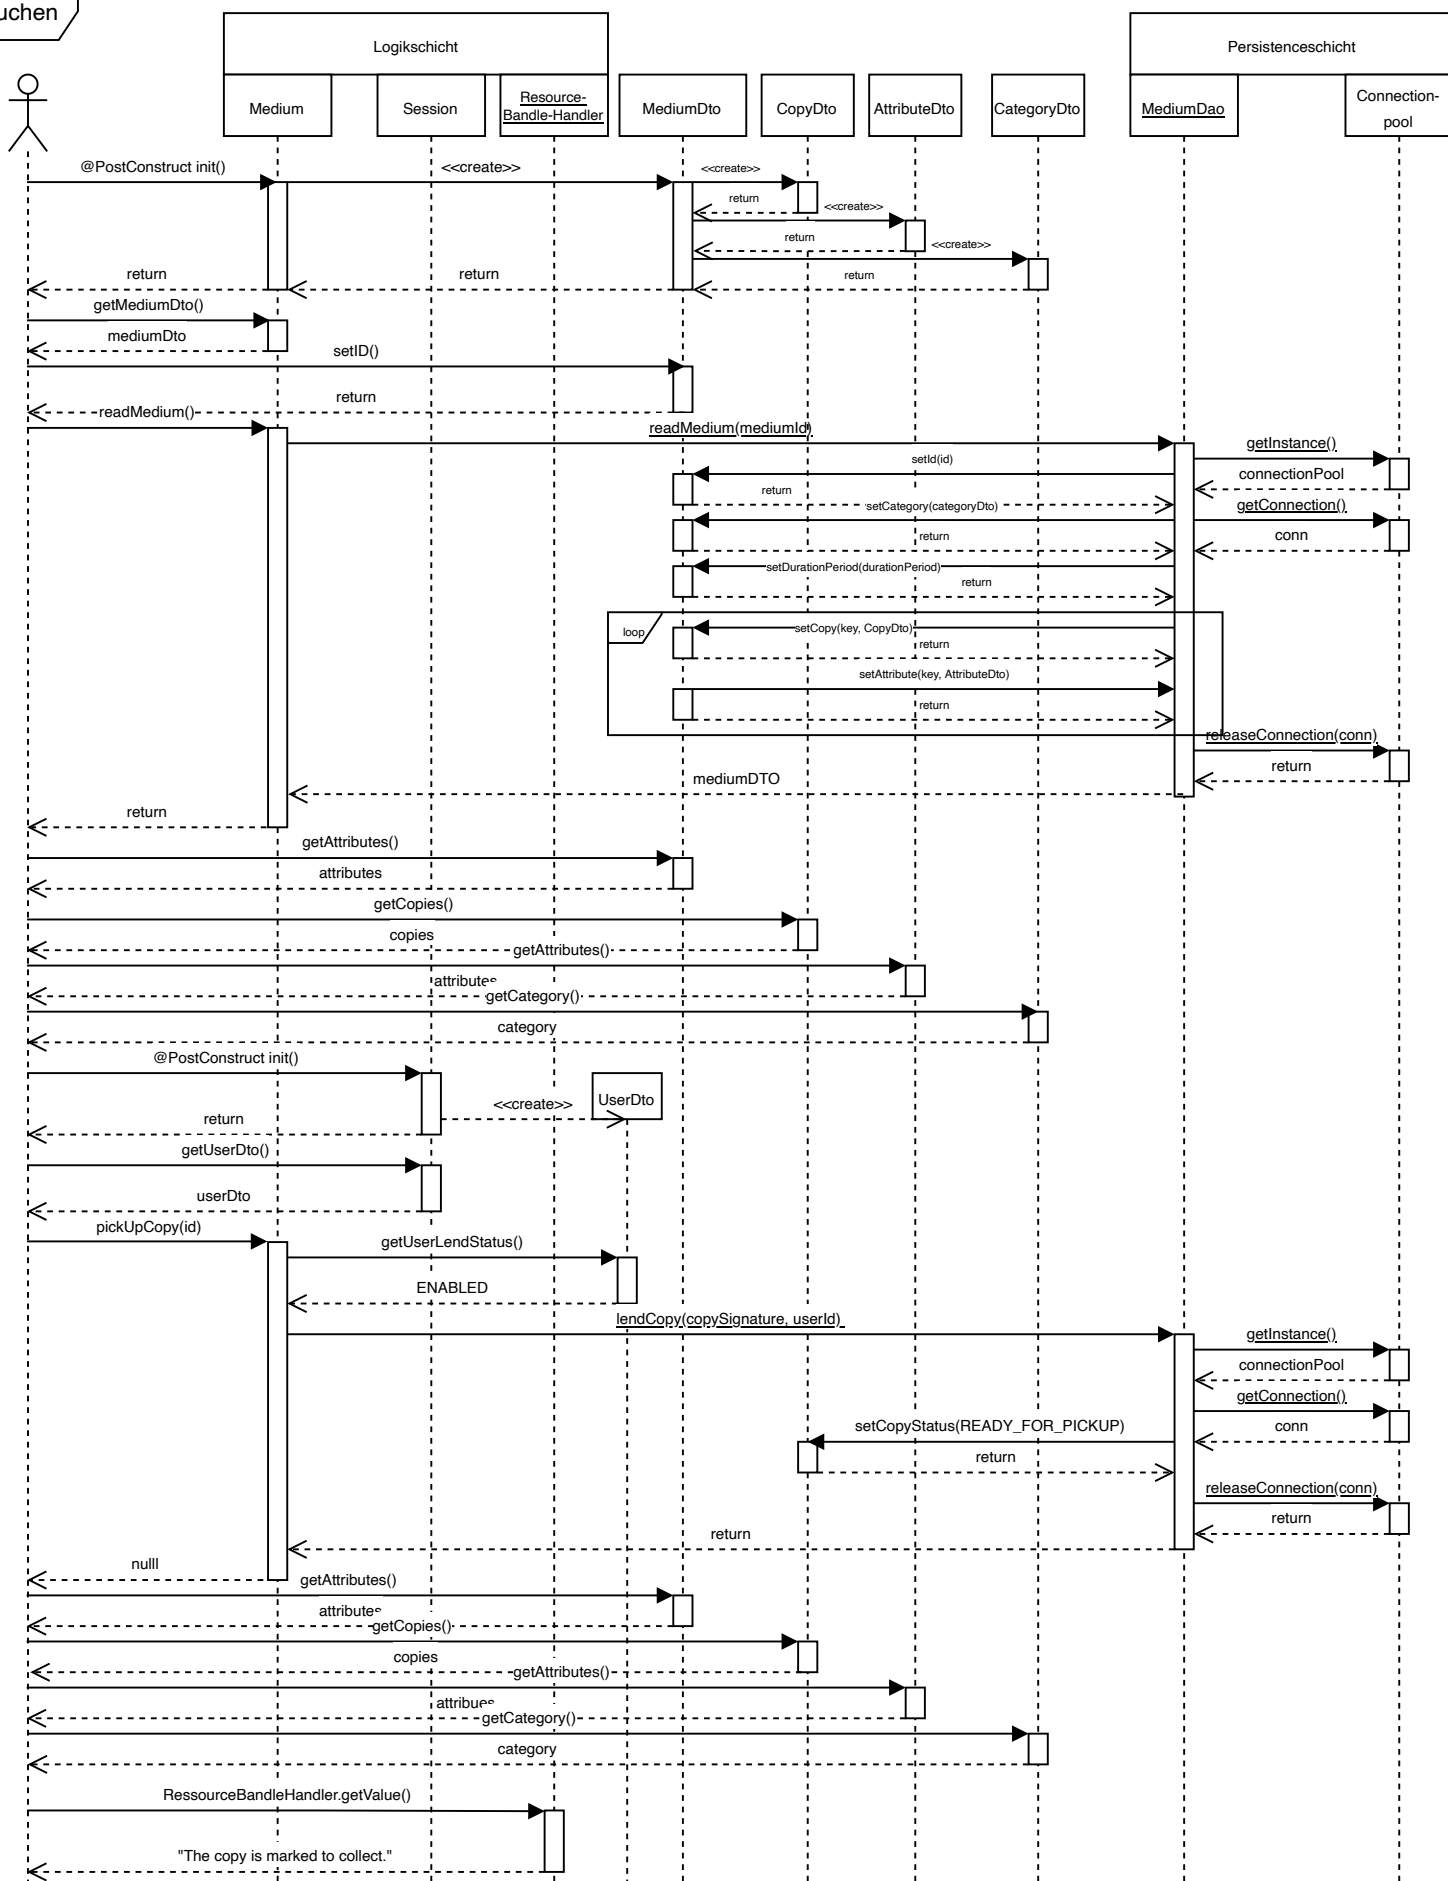 uchen
Logikschicht
Persistenceschicht
Medium
Session
Resource-
Bandle-Handler
MediumDto
CopyDto
AttributeDto
CategoryDto
MediumDao
Connection-
pool
@PostConstruct init()
<<create>>
<<create>>
return
<<create>>
return
<<create>>
return
return
return
getMediumDto()
mediumDto
setID()
return
readMedium()
readMedium(mediumId)
getInstance()
setId(id)
connectionPool
return
setCategory(categoryDto)
getConnection()
return
conn
setDurationPeriod(durationPeriod)
return
loop
setCopy(key, CopyDto)
return
setAttribute(key, AttributeDto)
return
releaseConnection(conn)
return
mediumDTO
return
getAttributes()
attributes
getCopies()
copies
getAttributes()
attributes
getCategory()
category
@PostConstruct init()
UserDto
<<create>>
return
getUserDto()
userDto
pickUpCopy(id)
getUserLendStatus()
ENABLED
lendCopy(copySignature, userId)
getInstance()
connectionPool
getConnection()
setCopyStatus(READY_FOR_PICKUP)
conn
return
releaseConnection(conn)
return
return
nulll
getAttributes()
attributes
getCopies()
copies
getAttributes()
attribues
getCategory()
category
RessourceBandleHandler.getValue()
"The copy is marked to collect."